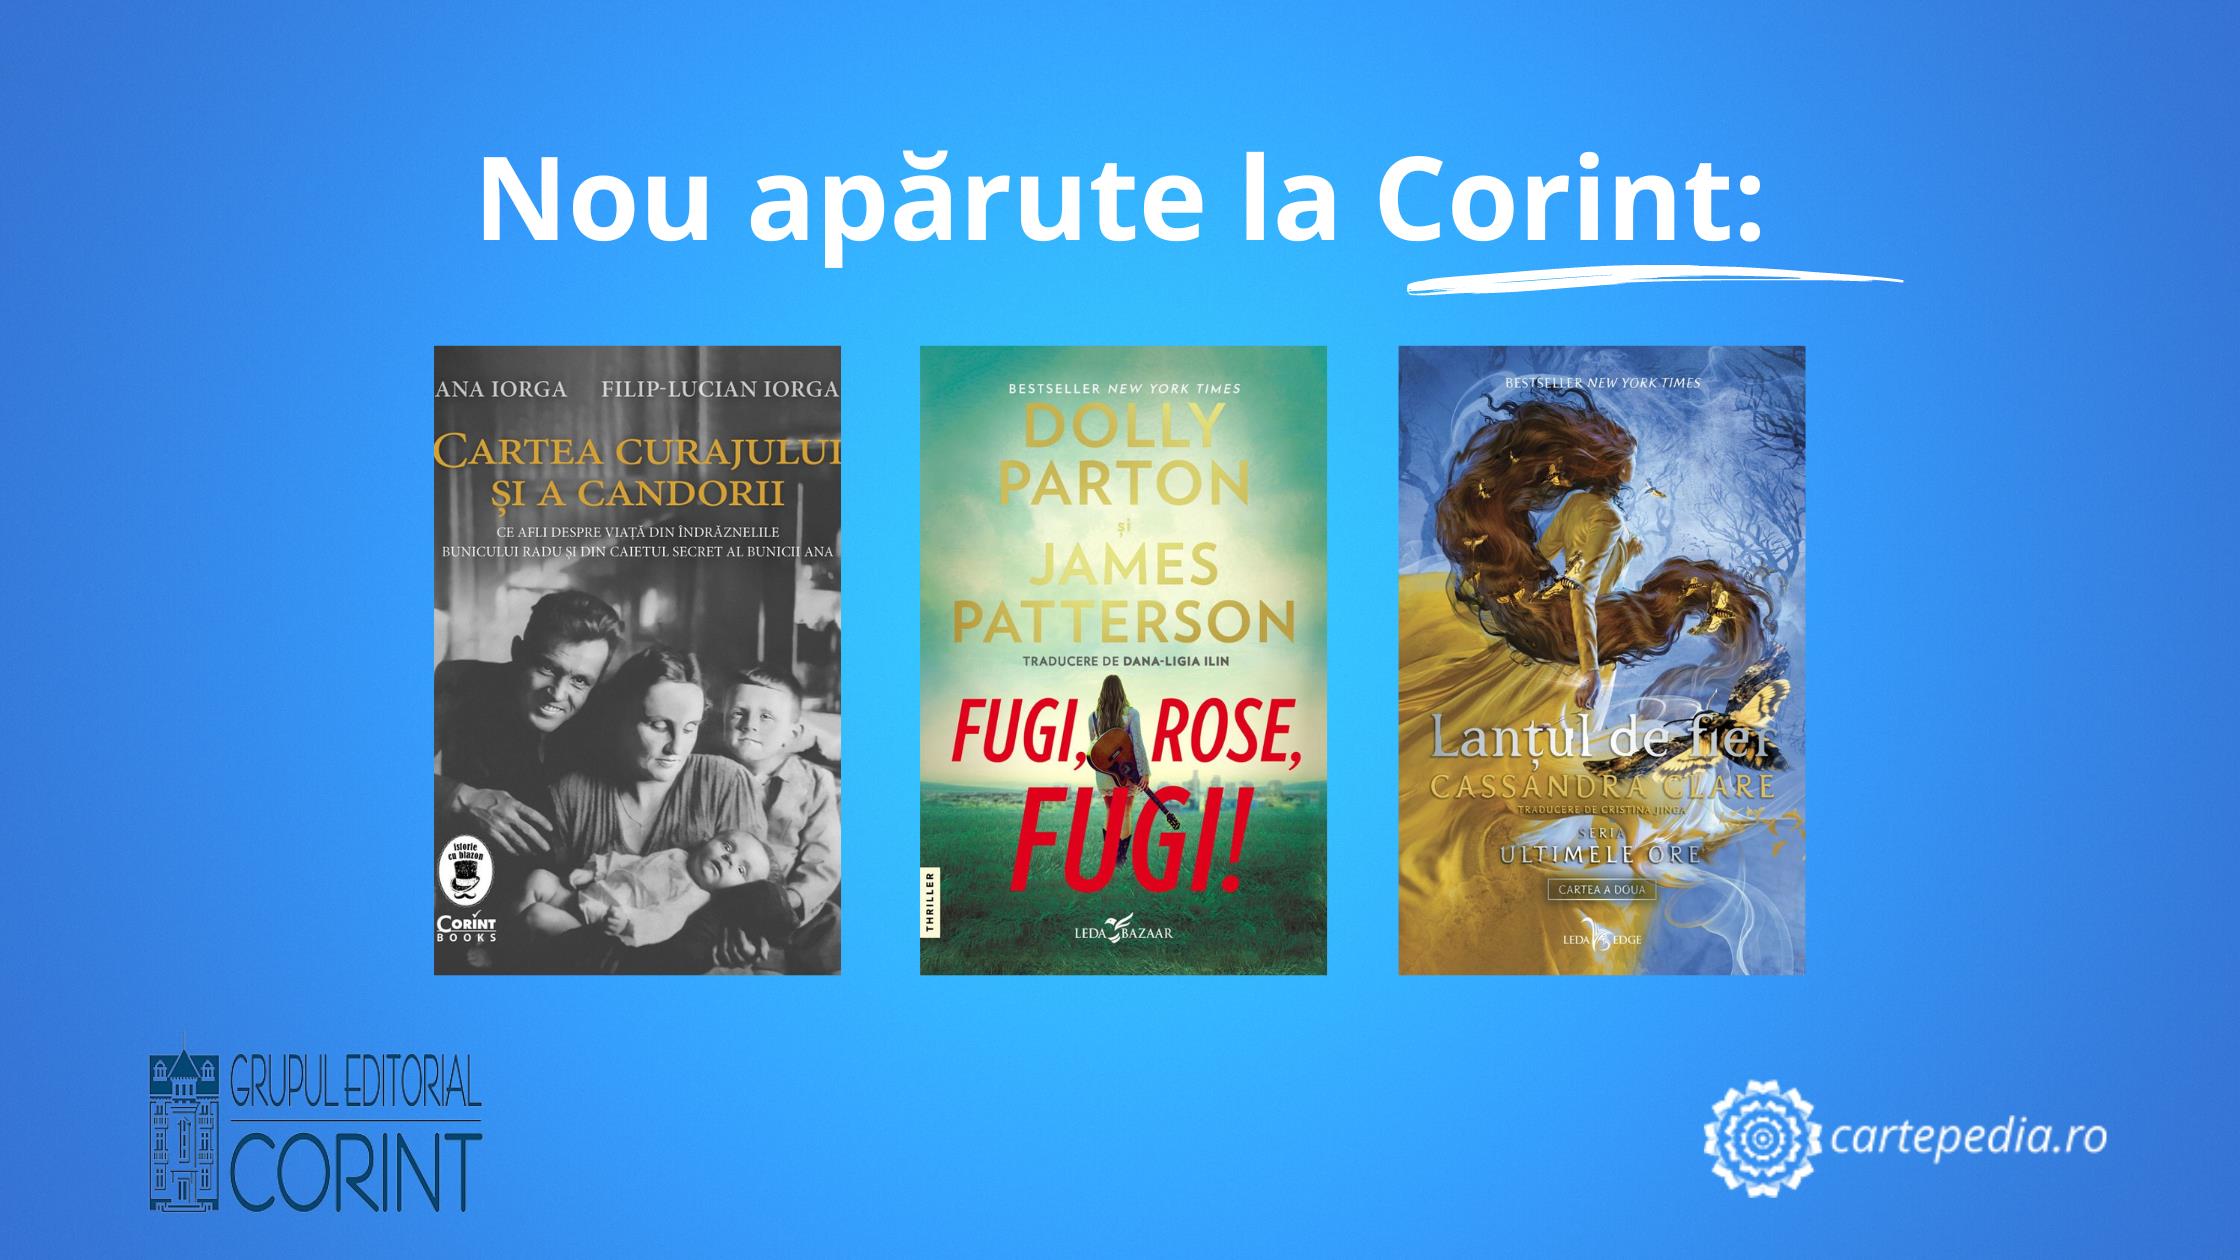 Nou apărute la Corint:
ANA IORGA FILIP-LUCIAN IORGA
CARTEA CURAJULUI
ȘI A CANDORII
CE AFLI DESPRE VIAȚĂ DIN ÎNDRĂZNELILE
BUNICULUI RADU ȘI DIN CAIETUL SECRET AL BUNICII ANA
istorie
cu blazon
CORINT
BOOKS
BESTSELLER NEW YORK TIMES
DOLLY
PARTON
și
JAMES
PATTERSON
TRADUCERE DE DANA-LIGIA ILIN
FUGI, ROSE,
FUGI!
THRILLER
LEDA BAZAAR
BESTSELLER NEW YORK TIMES
Lanțul de fier
CASSANDRA CLARE
TRADUCERE DE CRISTINA JINGA
SERIA
ULTIMELE ORE
CARTEA A DOUA
LEDA EDGE
GRUPUL EDITORIAL
CORINT
cartepedia.ro